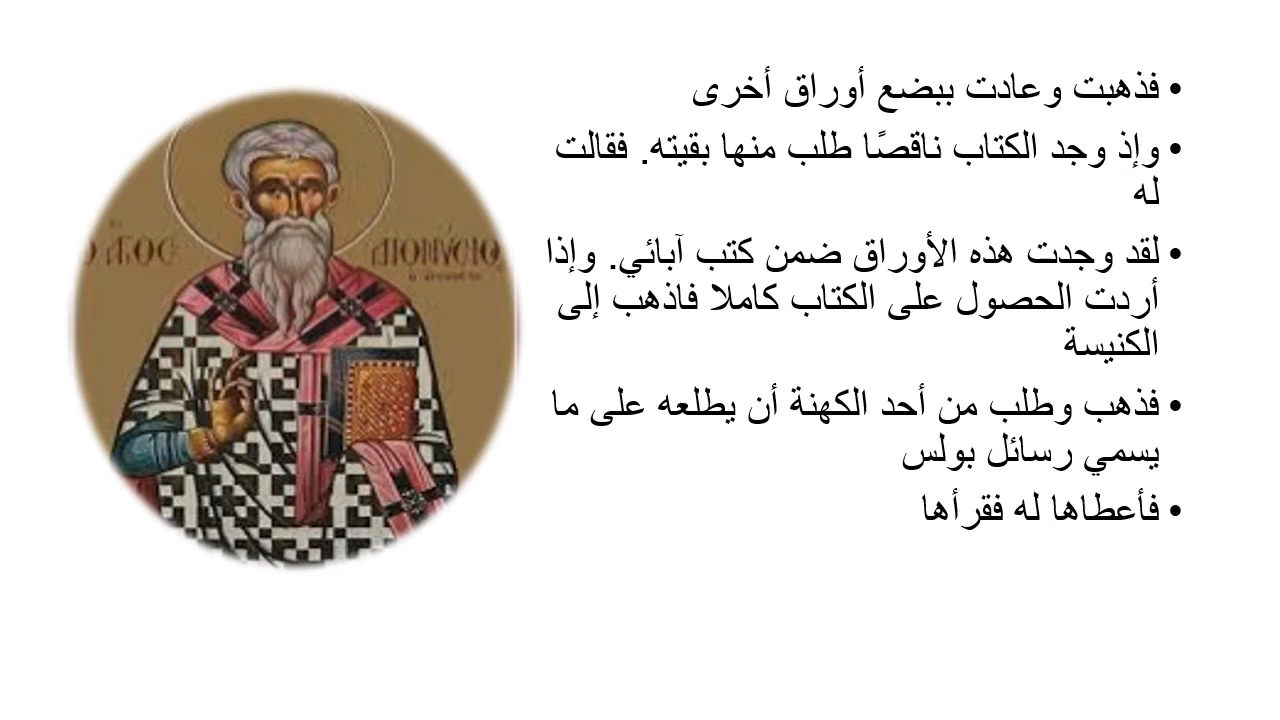 • فذهبت وعادت ببضع أوراق أخرى
• وإذ وجد الكتاب ناقصًا طلب منها بقيته. فقالت
له
• لقد وجدت هذه الأوراق ضمن كتب آبائي. وإذا
أردت الحصول على الكتاب كاملا فاذهب إلى
الكنيسة
• فذهب وطلب من أحد الكهنة أن يطلعه على ما
يسمي رسائل بولس
• فأعطاها له فقرأها
ΔΙΟΝΥΣΙΟ